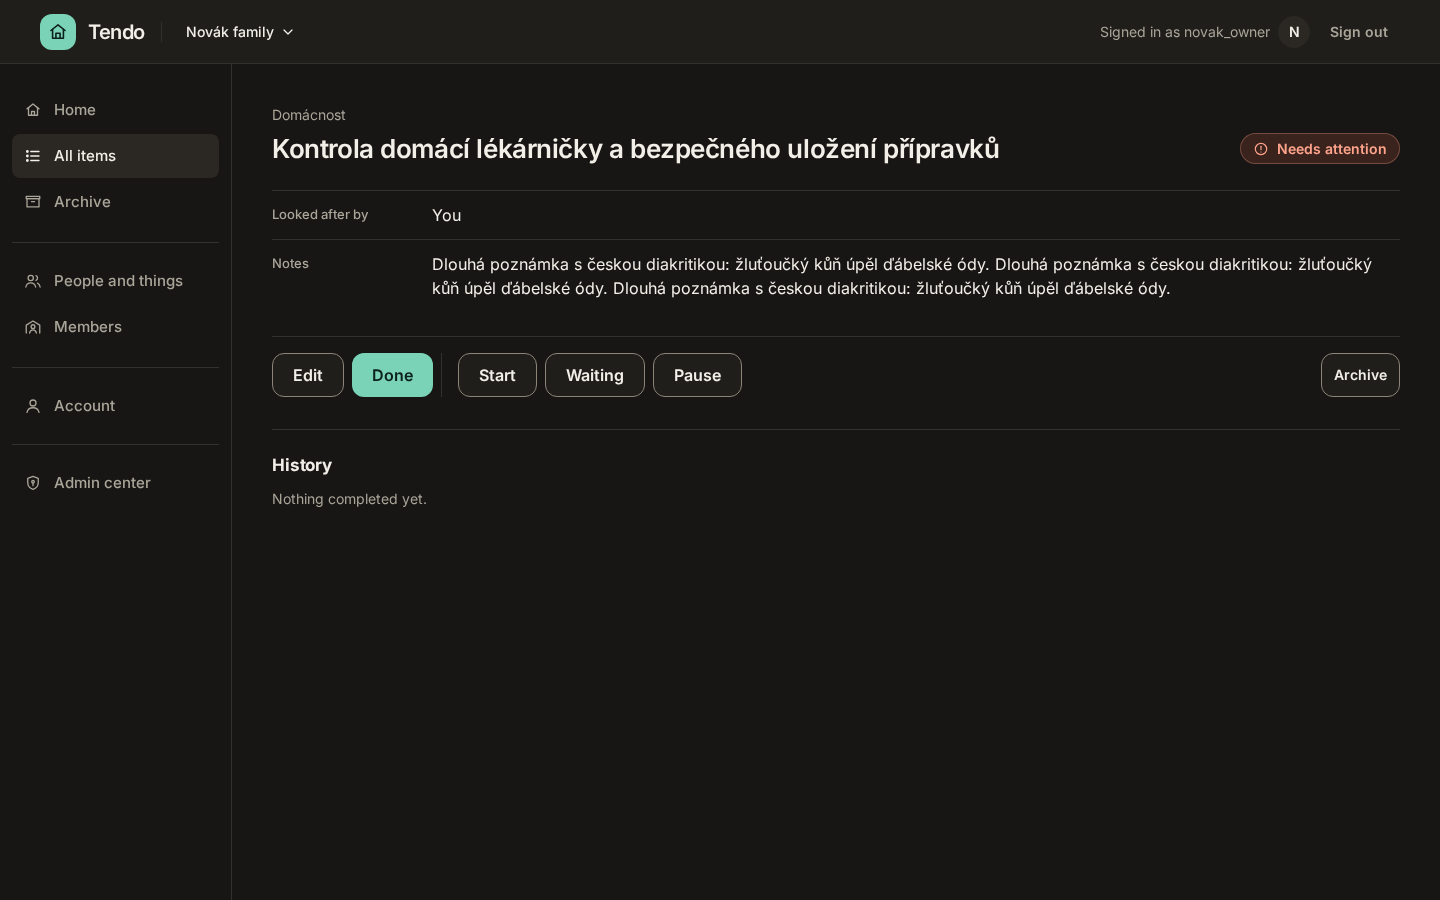 Tendo
Novák family
Signed in as novak_owner
N
Sign out
Home
All items
Archive
People and things
Members
Account
Admin center
Domácnost
Kontrola domácí lékárničky a bezpečného uložení přípravků
Needs attention
Looked after by
You
Notes
Dlouhá poznámka s českou diakritikou: žluťoučký kůň úpěl ďábelské ódy. Dlouhá poznámka s českou diakritikou: žluťoučký
kůň úpěl ďábelské ódy. Dlouhá poznámka s českou diakritikou: žluťoučký kůň úpěl ďábelské ódy.
Edit
Done
Start
Waiting
Pause
Archive
History
Nothing completed yet.